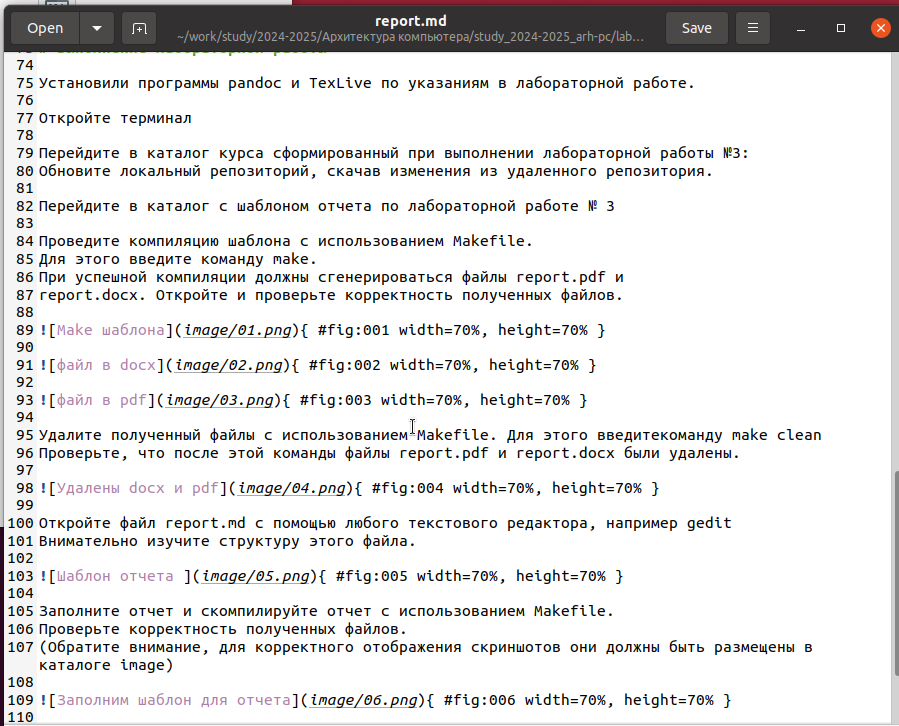 Open
report.md
~/work/study/2024-2025/Архитектура компьютера/study_2024-2025_arh-pc/lab…
Save
74
75 Установили программы pandoc и TexLive по указаниям в лабораторной работе.
76
77 Откройте терминал
78
79 Перейдите в каталог курса сформированный при выполнении лабораторной работы №3:
80 Обновите локальный репозиторий, скачав изменения из удаленного репозитория.
81
82 Перейдите в каталог с шаблоном отчета по лабораторной работе № 3
83
84 Проведите компиляцию шаблона с использованием Makefile.
85 Для этого введите команду make.
86 При успешной компиляции должны сгенерироваться файлы report.pdf и
87 report.docx. Откройте и проверьте корректность полученных файлов.
88
89 ![Make шаблона](image/01.png){ #fig:001 width=70%, height=70% }
90
91 ![файл в docx](image/02.png){ #fig:002 width=70%, height=70% }
92
93 ![файл в pdf](image/03.png){ #fig:003 width=70%, height=70% }
94
95 Удалите полученный файлы с использованием Makefile. Для этого введитекоманду make clean
96 Проверьте, что после этой команды файлы report.pdf и report.docx были удалены.
97
98 ![Удалены docx и pdf](image/04.png){ #fig:004 width=70%, height=70% }
99
100 Откройте файл report.md c помощью любого текстового редактора, например gedit
101 Внимательно изучите структуру этого файла.
102
103 ![Шаблон отчета ](image/05.png){ #fig:005 width=70%, height=70% }
104
105 Заполните отчет и скомпилируйте отчет с использованием Makefile.
106 Проверьте корректность полученных файлов.
107 (Обратите внимание, для корректного отображения скриншотов они должны быть размещены в
каталоге image)
108
109 ![Заполним шаблон для отчета](image/06.png){ #fig:006 width=70%, height=70% }
110